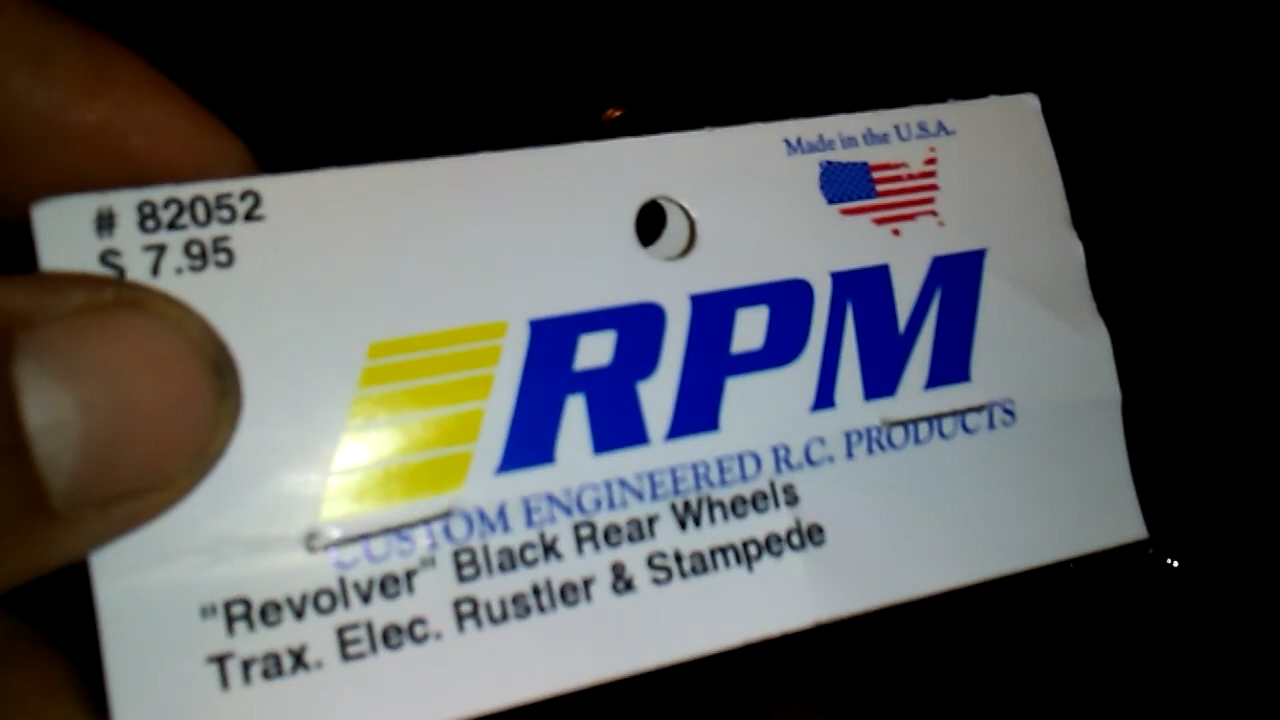 # 82052
$ 7.95
Made in the U.S.A.
RPM
CUSTOM ENGINEERED R.C. PRODUCTS
"Revolver" Black Rear Wheels
Trax. Elec. Rustler & Stampede